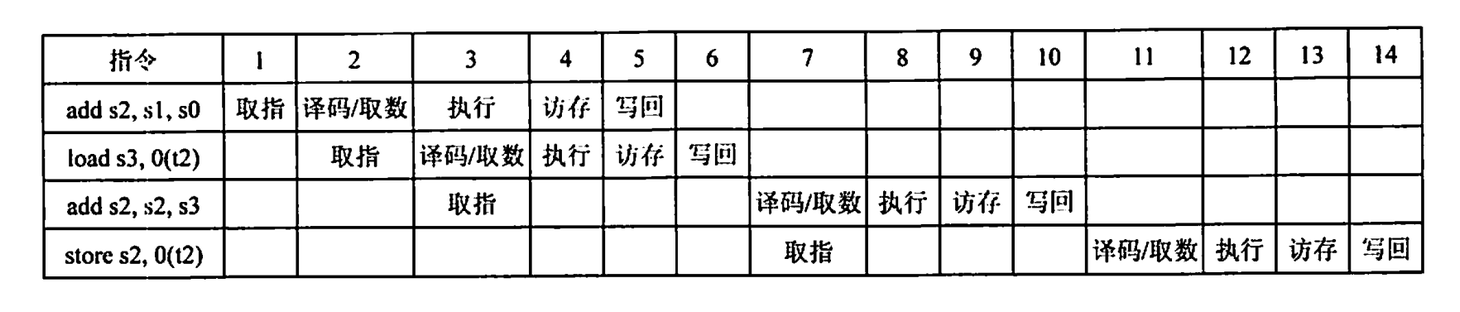 指令 1 2 3 4 5 6 7 8 9 10 11 12 13 14
add s2, s1, s0 取指 译码/取数 执行 访存 写回
load s3, 0(t2) 取指 译码/取数 执行 访存 写回
add s2, s2, s3 取指 译码/取数 执行 访存 写回
store s2, 0(t2) 取指 译码/取数 执行 访存 写回